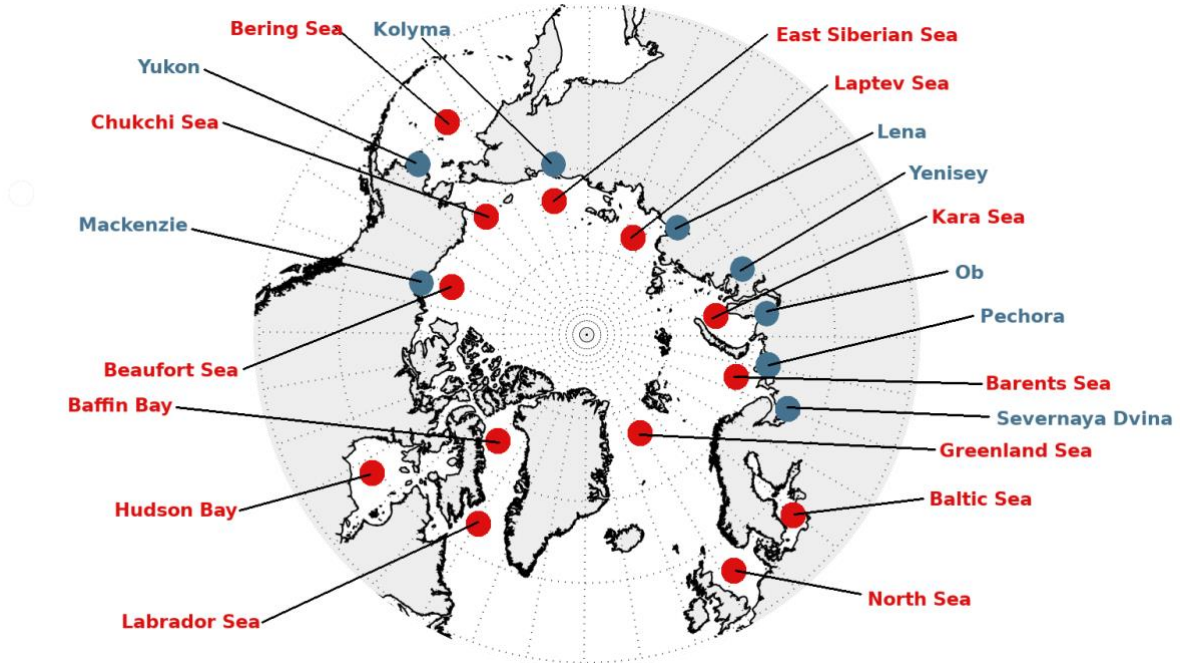 Bering Sea
Kolyma
East Siberian Sea
Yukon
Laptev Sea
Chukchi Sea
Lena
Yenisey
Kara Sea
Mackenzie
Ob
Pechora
Beaufort Sea
Barents Sea
Baffin Bay
Severnaya Dvina
Greenland Sea
Hudson Bay
Baltic Sea
North Sea
Labrador Sea